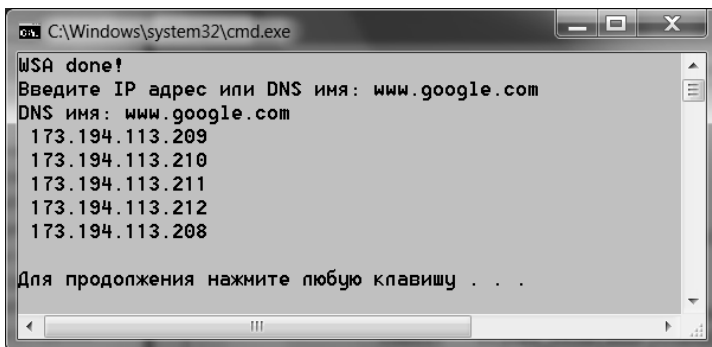 C:\Windows\system32\cmd.exe
WSA done!
Введите IP адрес или DNS имя: www.google.com
DNS имя: www.google.com
173.194.113.209
173.194.113.210
173.194.113.211
173.194.113.212
173.194.113.208
Для продолжения нажмите любую клавишу . . .